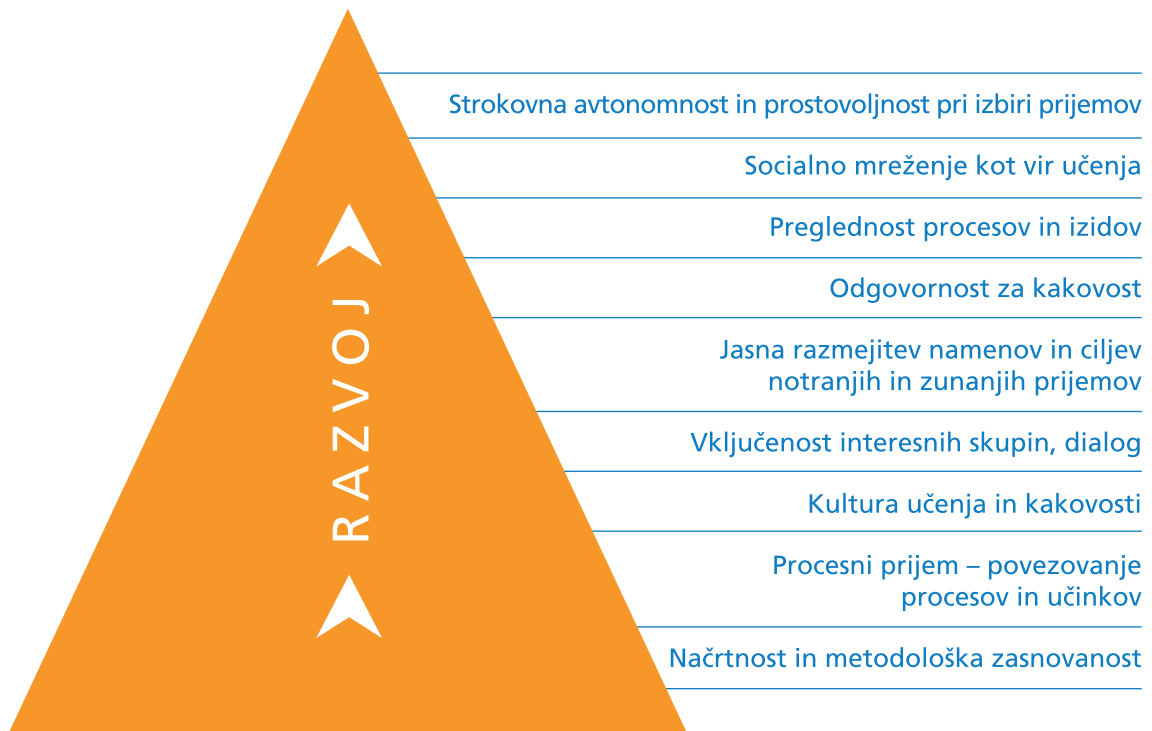 Strokovna avtonomnost in prostovoljnost pri izbiri prijemov
Socialno mreženje kot vir učenja
Preglednost procesov in izidov
Odgovornost za kakovost
Jasna razmejitev namenov in ciljev
notranjih in zunanjih prijemov
Vključenost interesnih skupin, dialog
Kultura učenja in kakovosti
Procesni prijem – povezovanje
procesov in učinkov
Načrtnost in metodološka zasnovanost
RAZVOJ